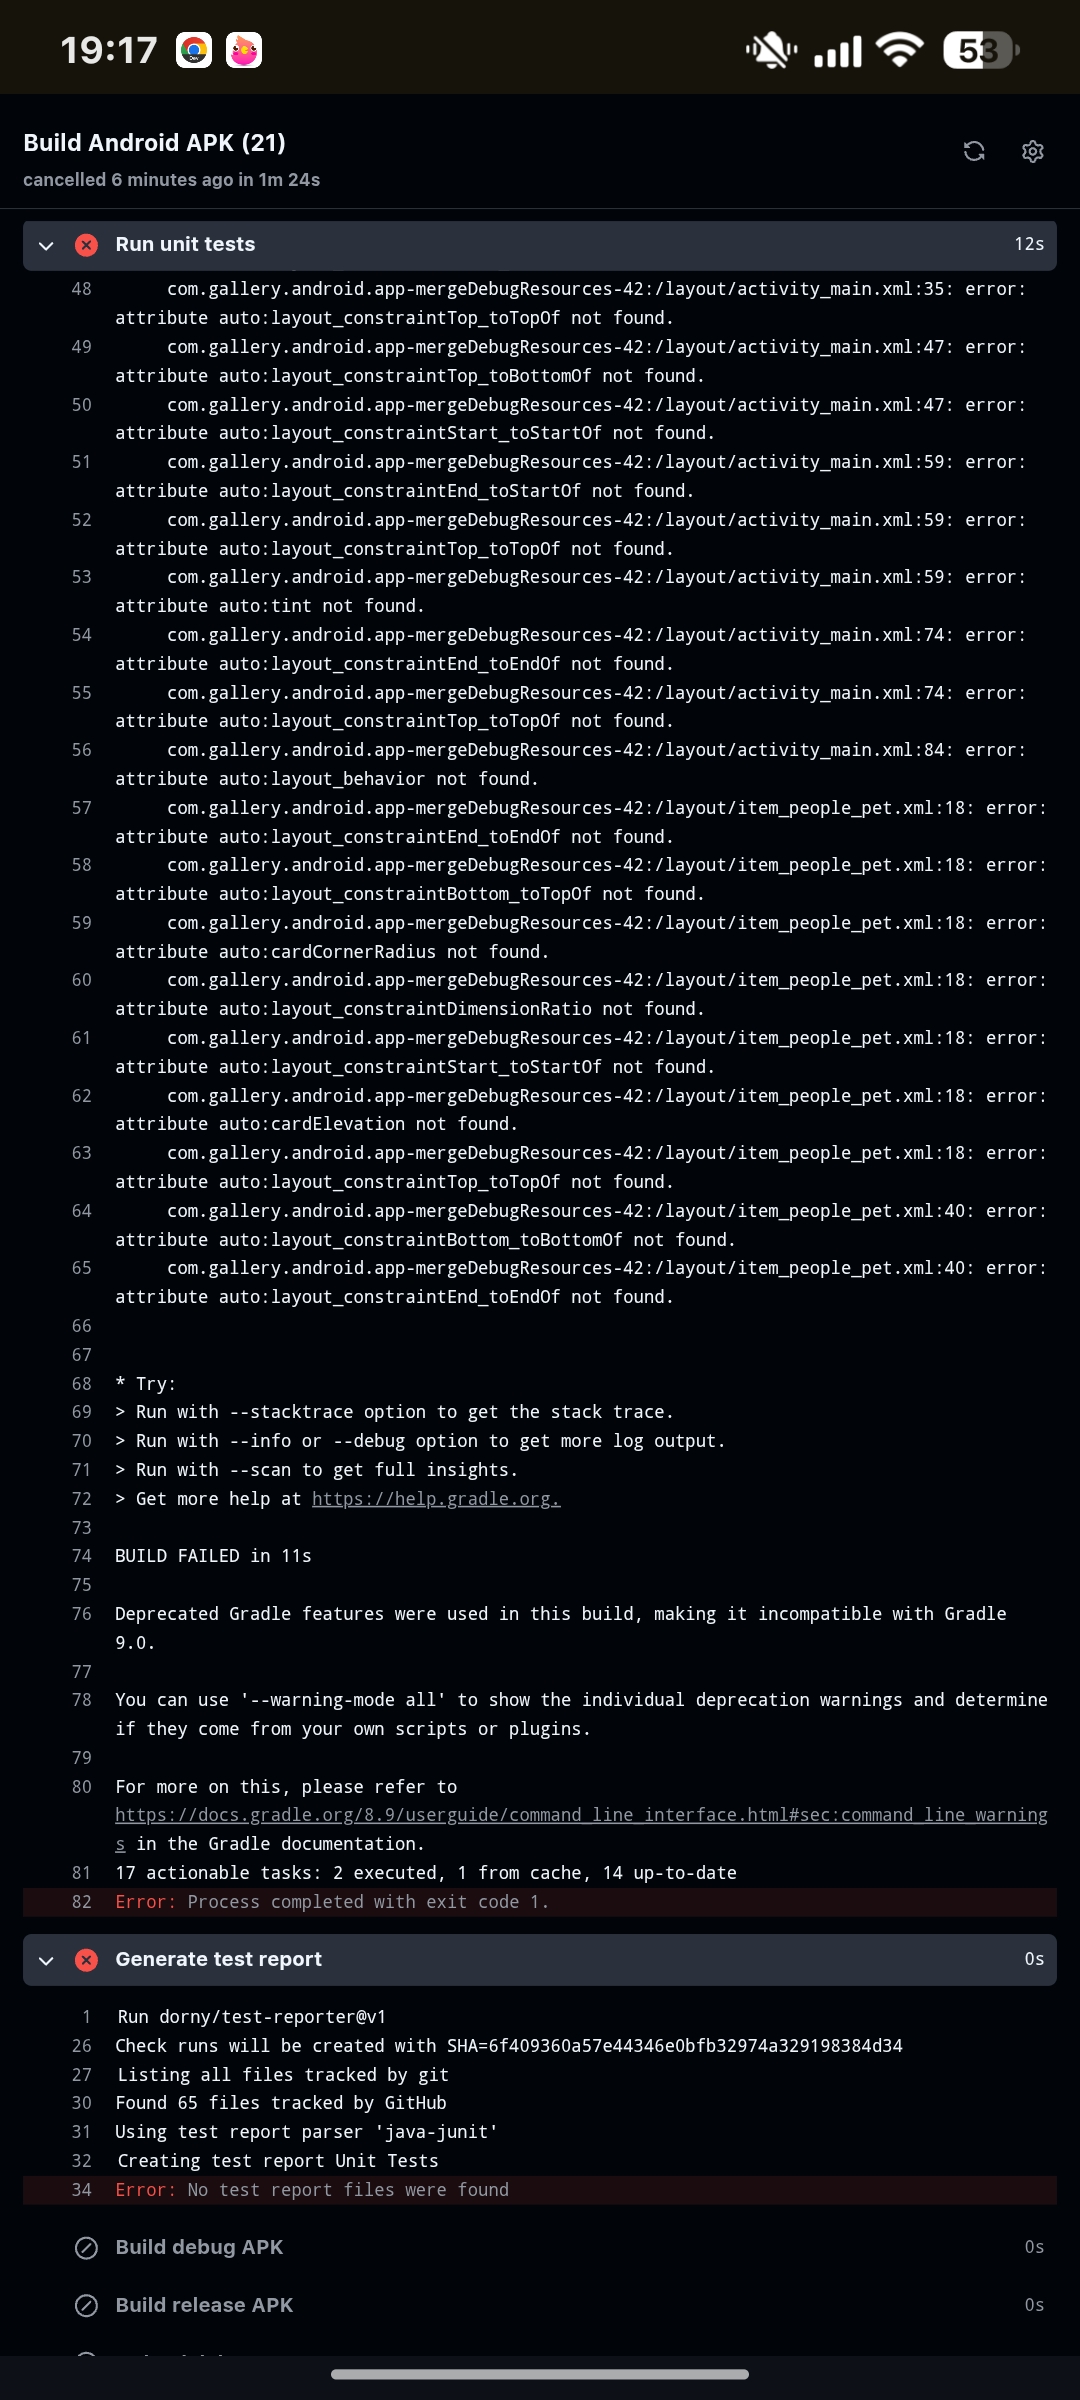 19:17
53
Build Android APK (21)
cancelled 6 minutes ago in 1m 24s
Run unit tests 12s
48 com.gallery.android.app-mergeDebugResources-42:/layout/activity_main.xml:35: error:
attribute auto:layout_constraintTop_toTopOf not found.
49 com.gallery.android.app-mergeDebugResources-42:/layout/activity_main.xml:47: error:
attribute auto:layout_constraintTop_toBottomOf not found.
50 com.gallery.android.app-mergeDebugResources-42:/layout/activity_main.xml:47: error:
attribute auto:layout_constraintStart_toStartOf not found.
51 com.gallery.android.app-mergeDebugResources-42:/layout/activity_main.xml:59: error:
attribute auto:layout_constraintEnd_toStartOf not found.
52 com.gallery.android.app-mergeDebugResources-42:/layout/activity_main.xml:59: error:
attribute auto:layout_constraintTop_toTopOf not found.
53 com.gallery.android.app-mergeDebugResources-42:/layout/activity_main.xml:59: error:
attribute auto:tint not found.
54 com.gallery.android.app-mergeDebugResources-42:/layout/activity_main.xml:74: error:
attribute auto:layout_constraintEnd_toEndOf not found.
55 com.gallery.android.app-mergeDebugResources-42:/layout/activity_main.xml:74: error:
attribute auto:layout_constraintTop_toTopOf not found.
56 com.gallery.android.app-mergeDebugResources-42:/layout/activity_main.xml:84: error:
attribute auto:layout_behavior not found.
57 com.gallery.android.app-mergeDebugResources-42:/layout/item_people_pet.xml:18: error:
attribute auto:layout_constraintEnd_toEndOf not found.
58 com.gallery.android.app-mergeDebugResources-42:/layout/item_people_pet.xml:18: error:
attribute auto:layout_constraintBottom_toTopOf not found.
59 com.gallery.android.app-mergeDebugResources-42:/layout/item_people_pet.xml:18: error:
attribute auto:cardCornerRadius not found.
60 com.gallery.android.app-mergeDebugResources-42:/layout/item_people_pet.xml:18: error:
attribute auto:layout_constraintDimensionRatio not found.
61 com.gallery.android.app-mergeDebugResources-42:/layout/item_people_pet.xml:18: error:
attribute auto:layout_constraintStart_toStartOf not found.
62 com.gallery.android.app-mergeDebugResources-42:/layout/item_people_pet.xml:18: error:
attribute auto:cardElevation not found.
63 com.gallery.android.app-mergeDebugResources-42:/layout/item_people_pet.xml:18: error:
attribute auto:layout_constraintTop_toTopOf not found.
64 com.gallery.android.app-mergeDebugResources-42:/layout/item_people_pet.xml:40: error:
attribute auto:layout_constraintBottom_toBottomOf not found.
65 com.gallery.android.app-mergeDebugResources-42:/layout/item_people_pet.xml:40: error:
attribute auto:layout_constraintEnd_toEndOf not found.
66
67
68 * Try:
69 > Run with --stacktrace option to get the stack trace.
70 > Run with --info or --debug option to get more log output.
71 > Run with --scan to get full insights.
72 > Get more help at https://help.gradle.org.
73
74 BUILD FAILED in 11s
75
76 Deprecated Gradle features were used in this build, making it incompatible with Gradle
9.0.
77
78 You can use '--warning-mode all' to show the individual deprecation warnings and determine
if they come from your own scripts or plugins.
79
80 For more on this, please refer to
https://docs.gradle.org/8.9/userguide/command_line_interface.html#sec:command_line_warning
s in the Gradle documentation.
81 17 actionable tasks: 2 executed, 1 from cache, 14 up-to-date
82 Error: Process completed with exit code 1.
Generate test report 0s
1 Run dorny/test-reporter@v1
26 Check runs will be created with SHA=6f409360a57e44346e0bfb32974a329198384d34
27 Listing all files tracked by git
30 Found 65 files tracked by GitHub
31 Using test report parser 'java-junit'
32 Creating test report Unit Tests
34 Error: No test report files were found
Build debug APK 0s
Build release APK 0s